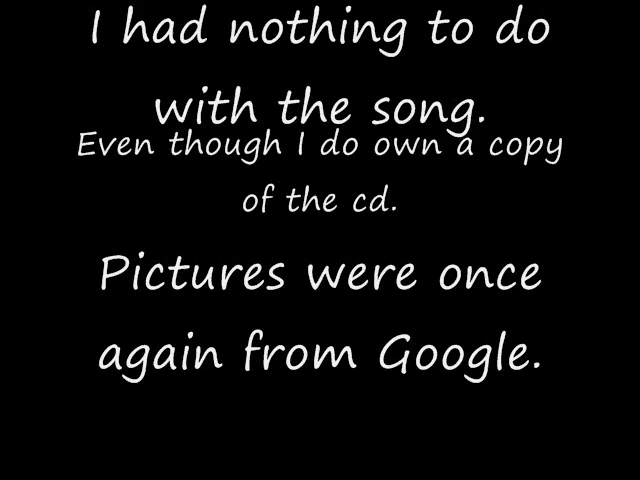 I had nothing to do
with the song.
Even though I do own a copy
of the cd.
Pictures were once
again from Google.